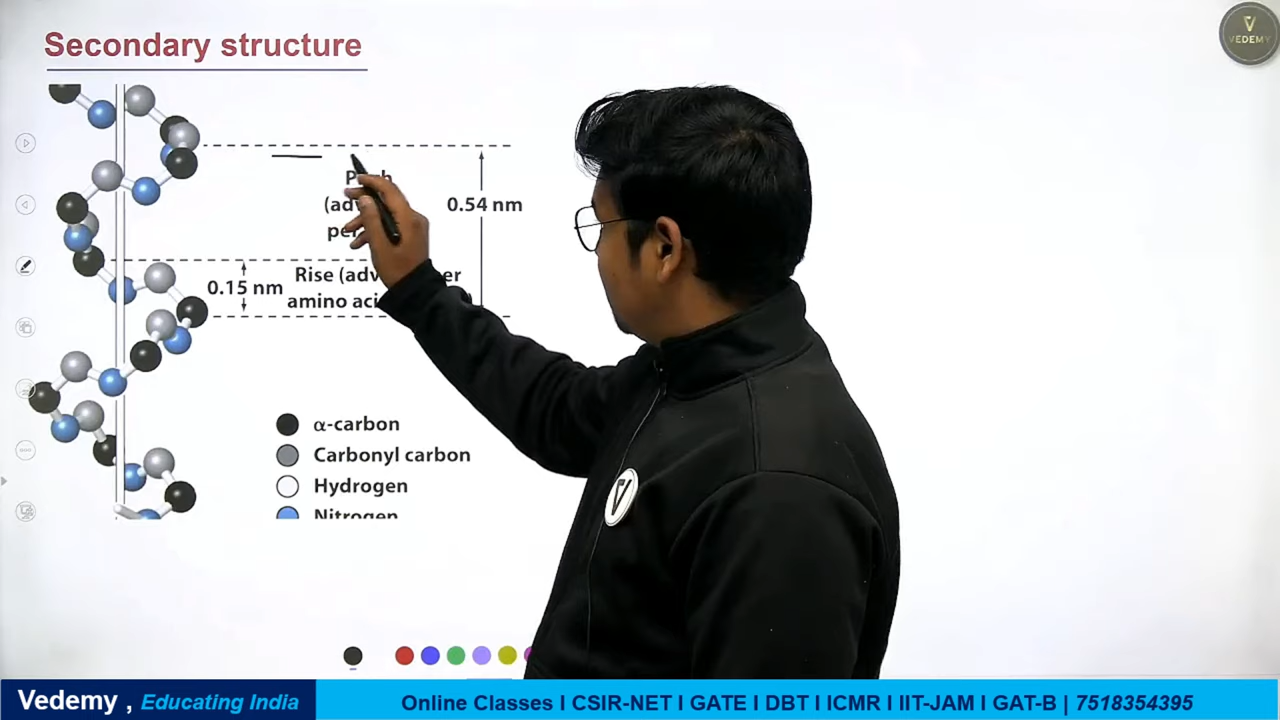 Secondary structure
VEDEMY
0.54 nm
Rise
0.15 nm
α-carbon
Carbonyl carbon
Hydrogen
Nitrogen
Vedemy , Educating India
Online Classes I CSIR-NET I GATE I DBT I ICMR I IIT-JAM I GAT-B | 7518354395